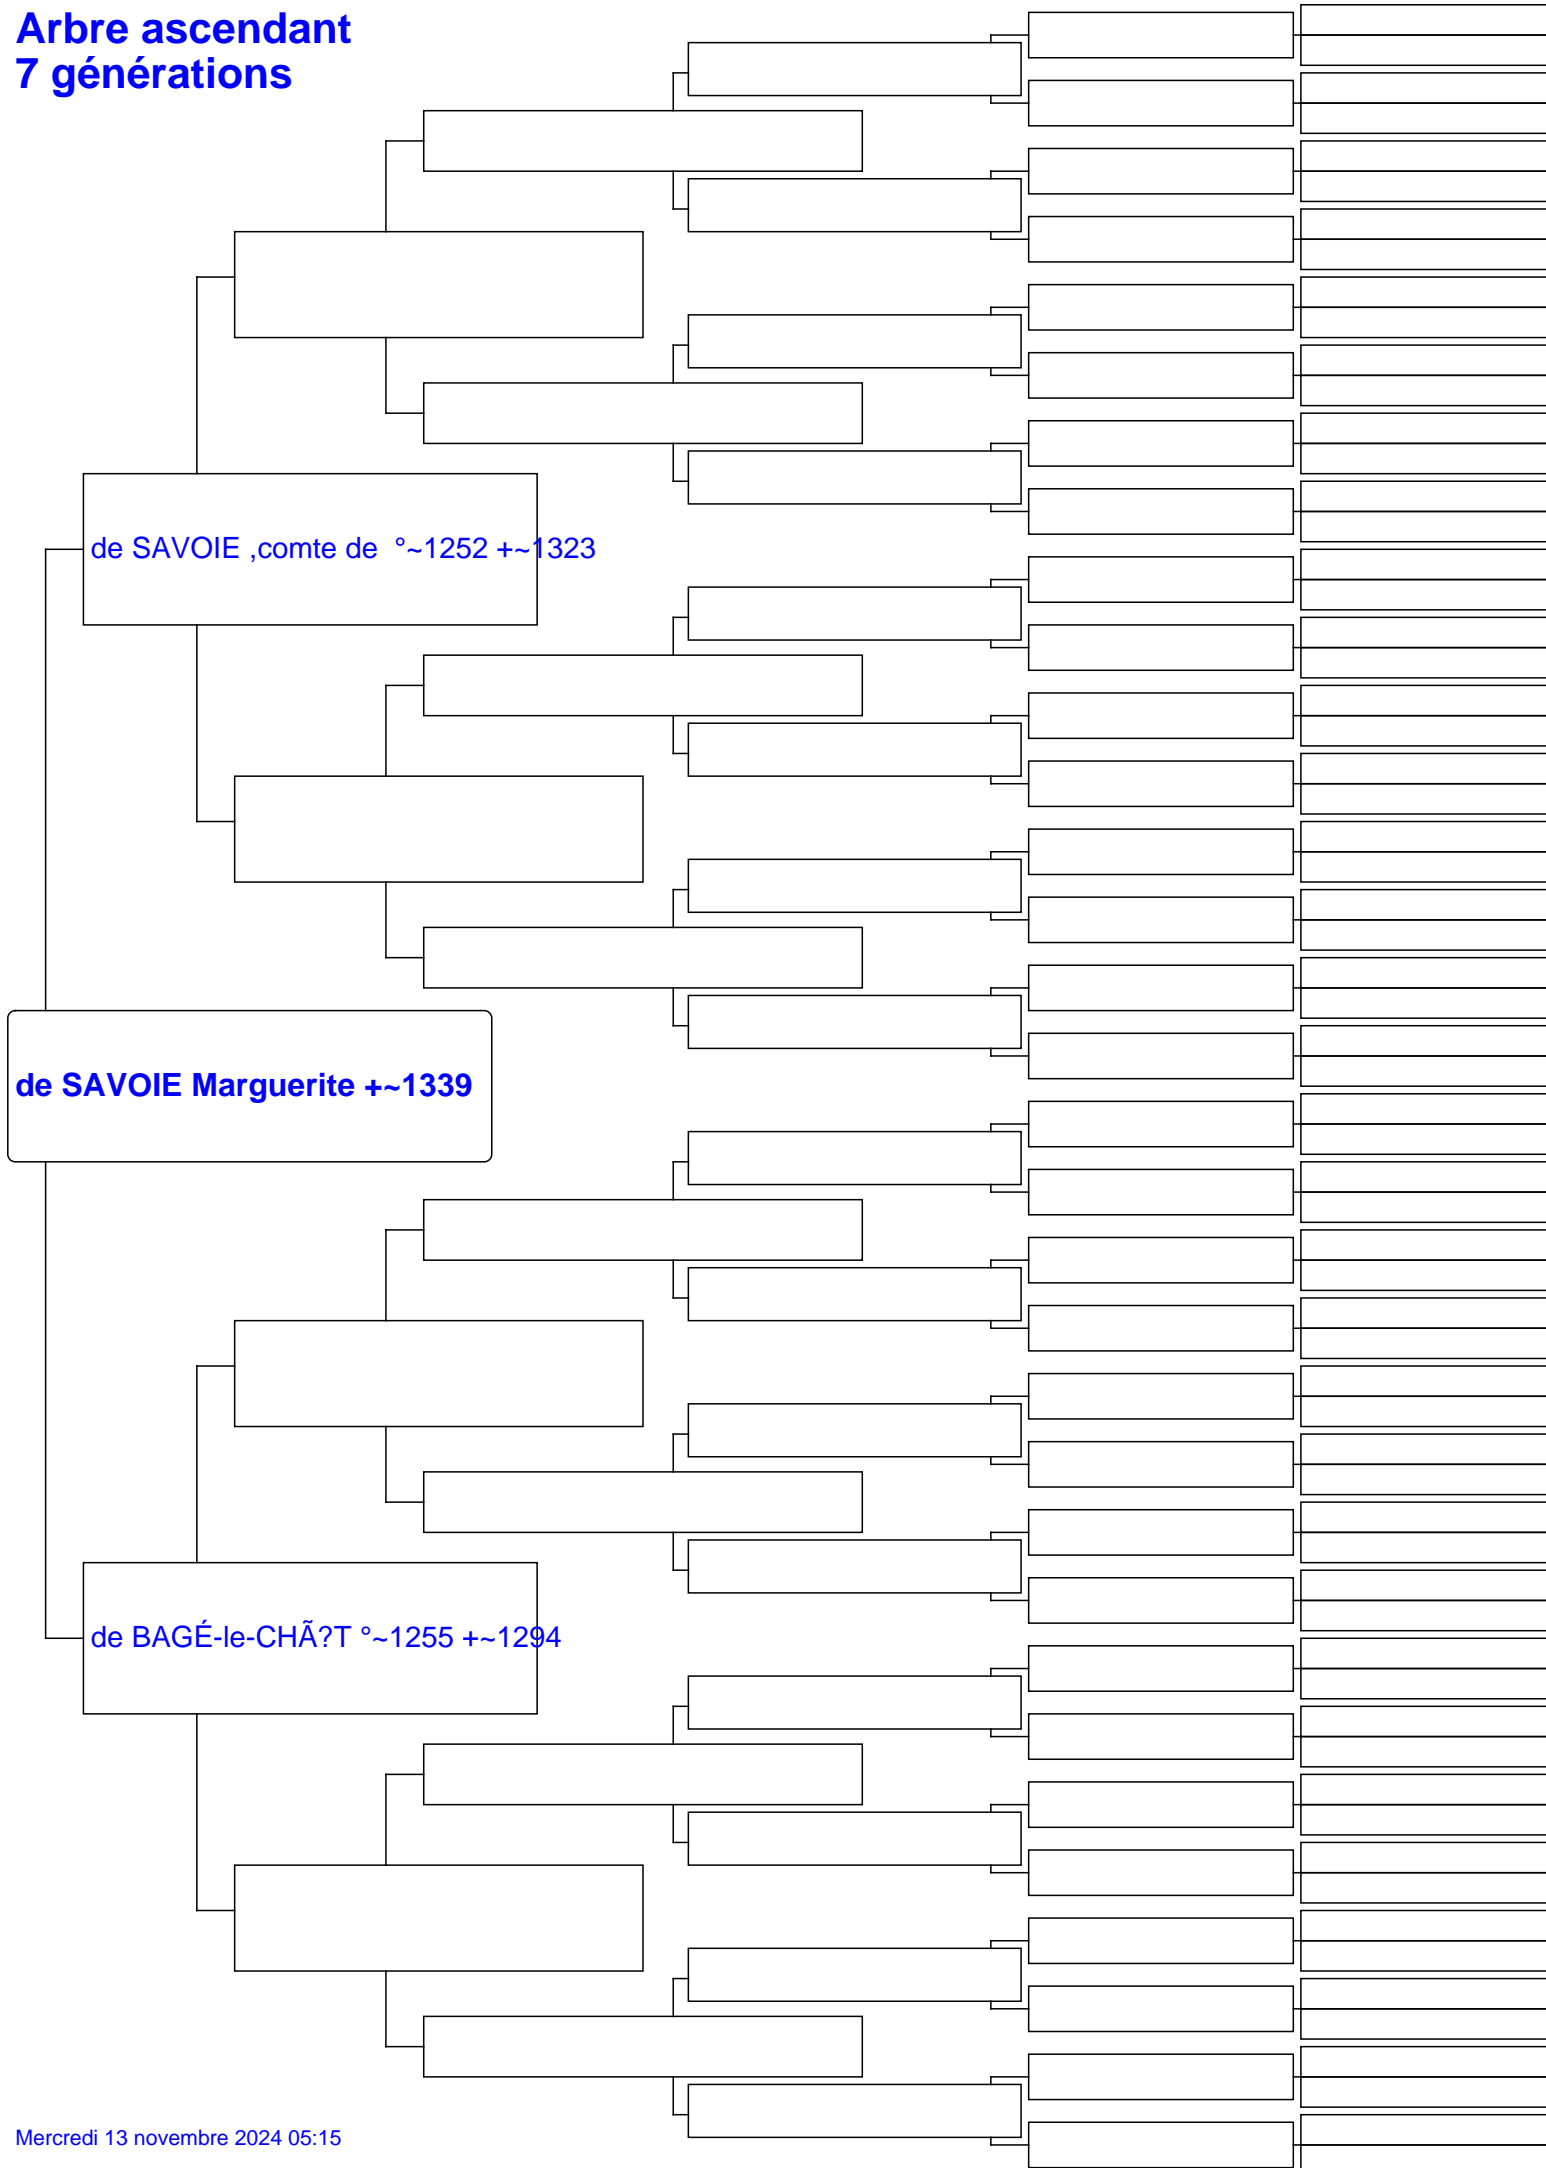 Arbre ascendant
7 générations
de SAVOIE ,comte de  °~1252 +~1323
de SAVOIE Marguerite +~1339
de BAGÉ-le-CHÃ?T °~1255 +~1294
Mercredi 13 novembre 2024 05:15